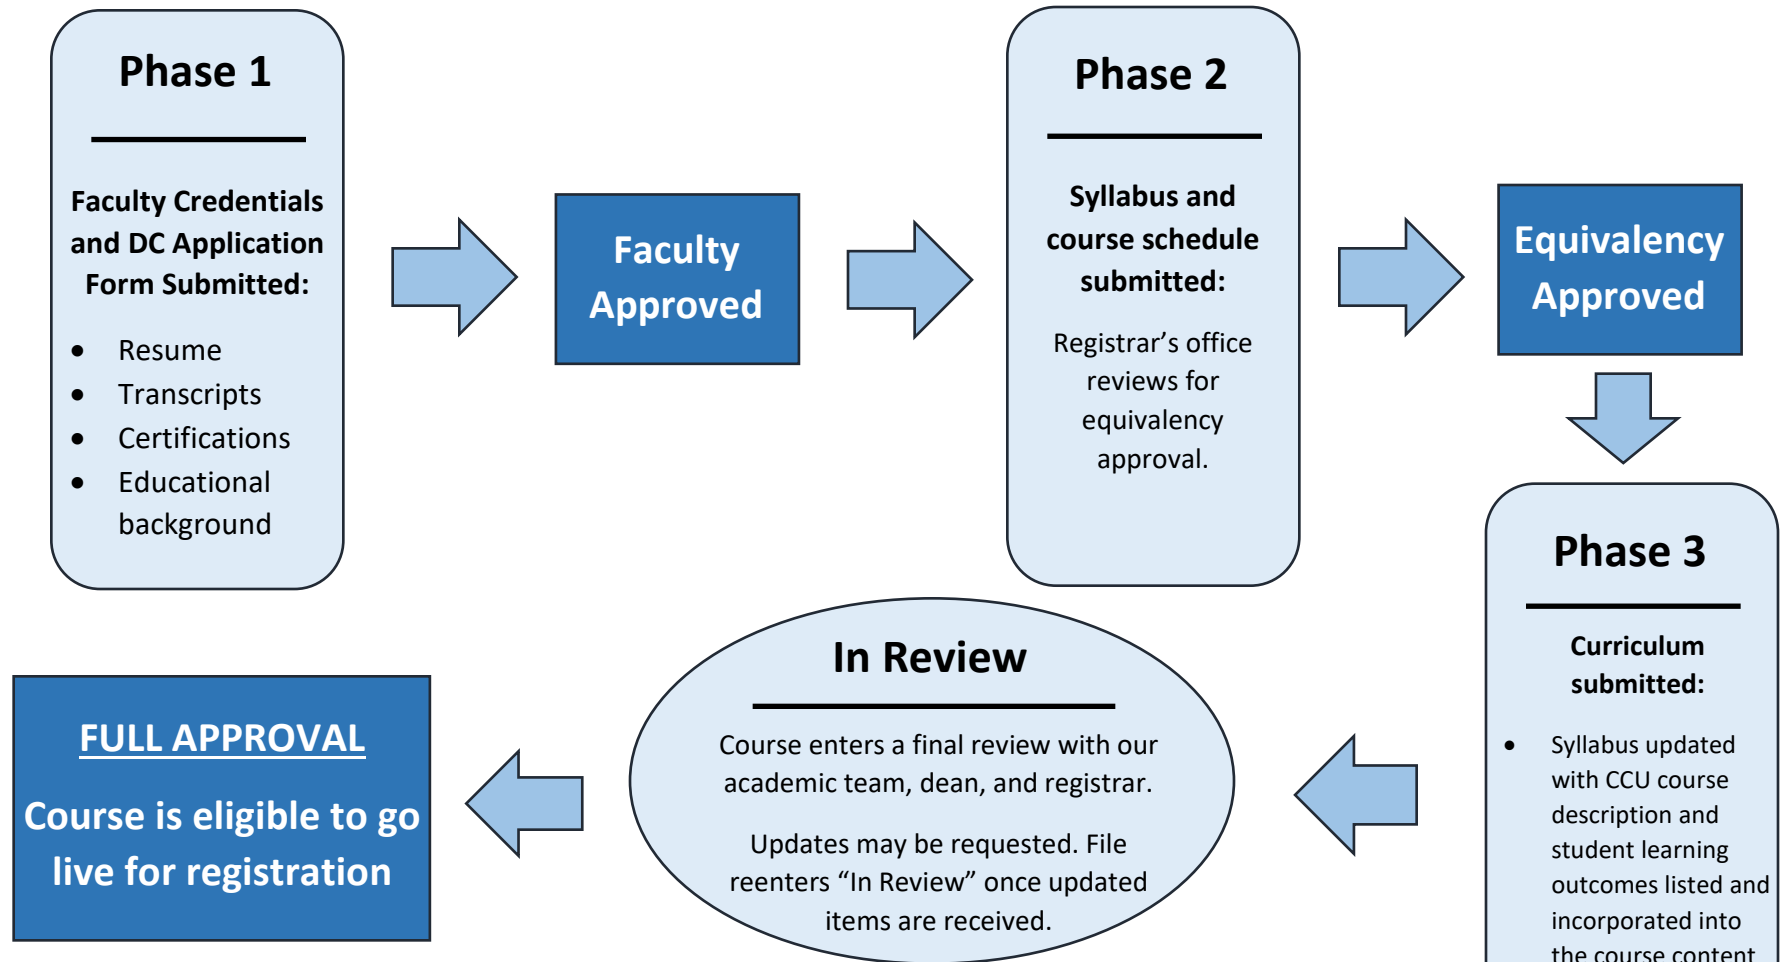 Phase 1
Faculty Credentials
and DC Application
Form Submitted:
• Resume
• Transcripts
• Certifications
• Educational
background
Faculty
Approved
Phase 2
Syllabus and
course schedule
submitted:
Registrar’s office
reviews for
equivalency
approval.
Equivalency
Approved
Phase 3
Curriculum
submitted:
• Syllabus updated
with CCU course
description and
student learning
outcomes listed and
incorporated into
the course content
In Review
Course enters a final review with our
academic team, dean, and registrar.
Updates may be requested. File
reenters “In Review” once updated
items are received.
FULL APPROVAL
Course is eligible to go
live for registration